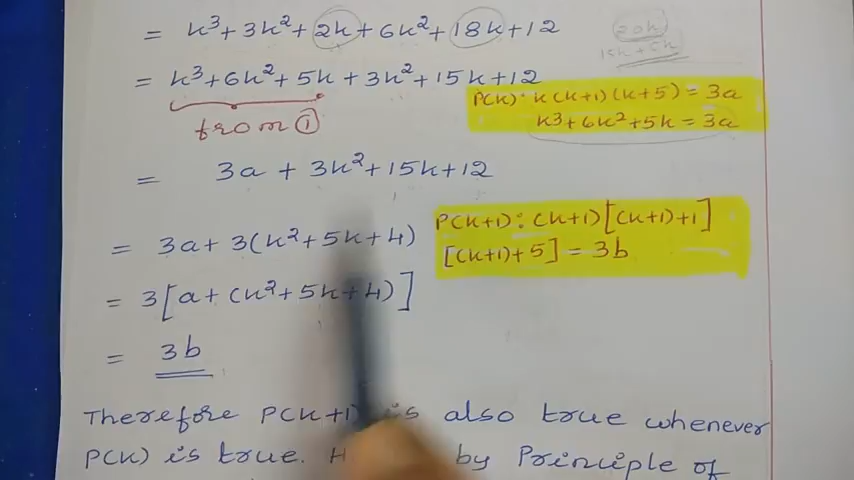 = k³+3k²+2k+6k²+18k+12
20k
15k+5k
= k³+6k²+5k+3k²+15k+12
P(k): k(k+1)(k+5)=3a
from ①
k³+6k²+5k=3a
= 3a+3k²+15k+12
P(k+1): (k+1)[(k+1)+1]
= 3a+3(k²+5k+4)
[(k+1)+5]=3b
= 3[a+(k²+5k+4)]
= 3b
Therefore P(k+1) is also true whenever
P(k) is true. by Principle of